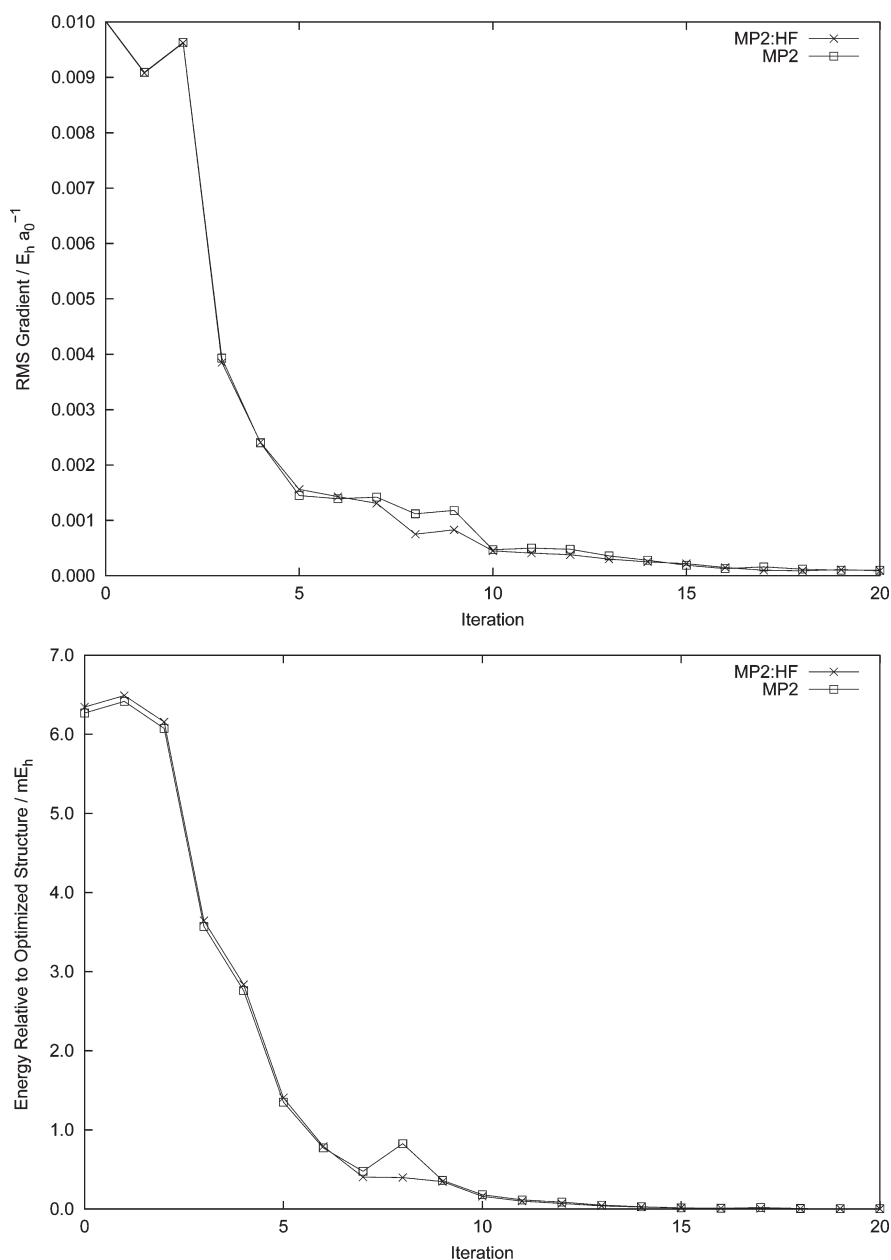 0.010
0.009
0.008
0.007
0.006
0.005
0.004
0.003
0.002
0.001
0.000
RMS Gradient / E_h a_0^−1
MP2:HF
MP2
0 5 10 15 20
Iteration
7.0
6.0
5.0
4.0
3.0
2.0
1.0
0.0
Energy Relative to Optimized Structure / mE_h
MP2:HF
MP2
0 5 10 15 20
Iteration